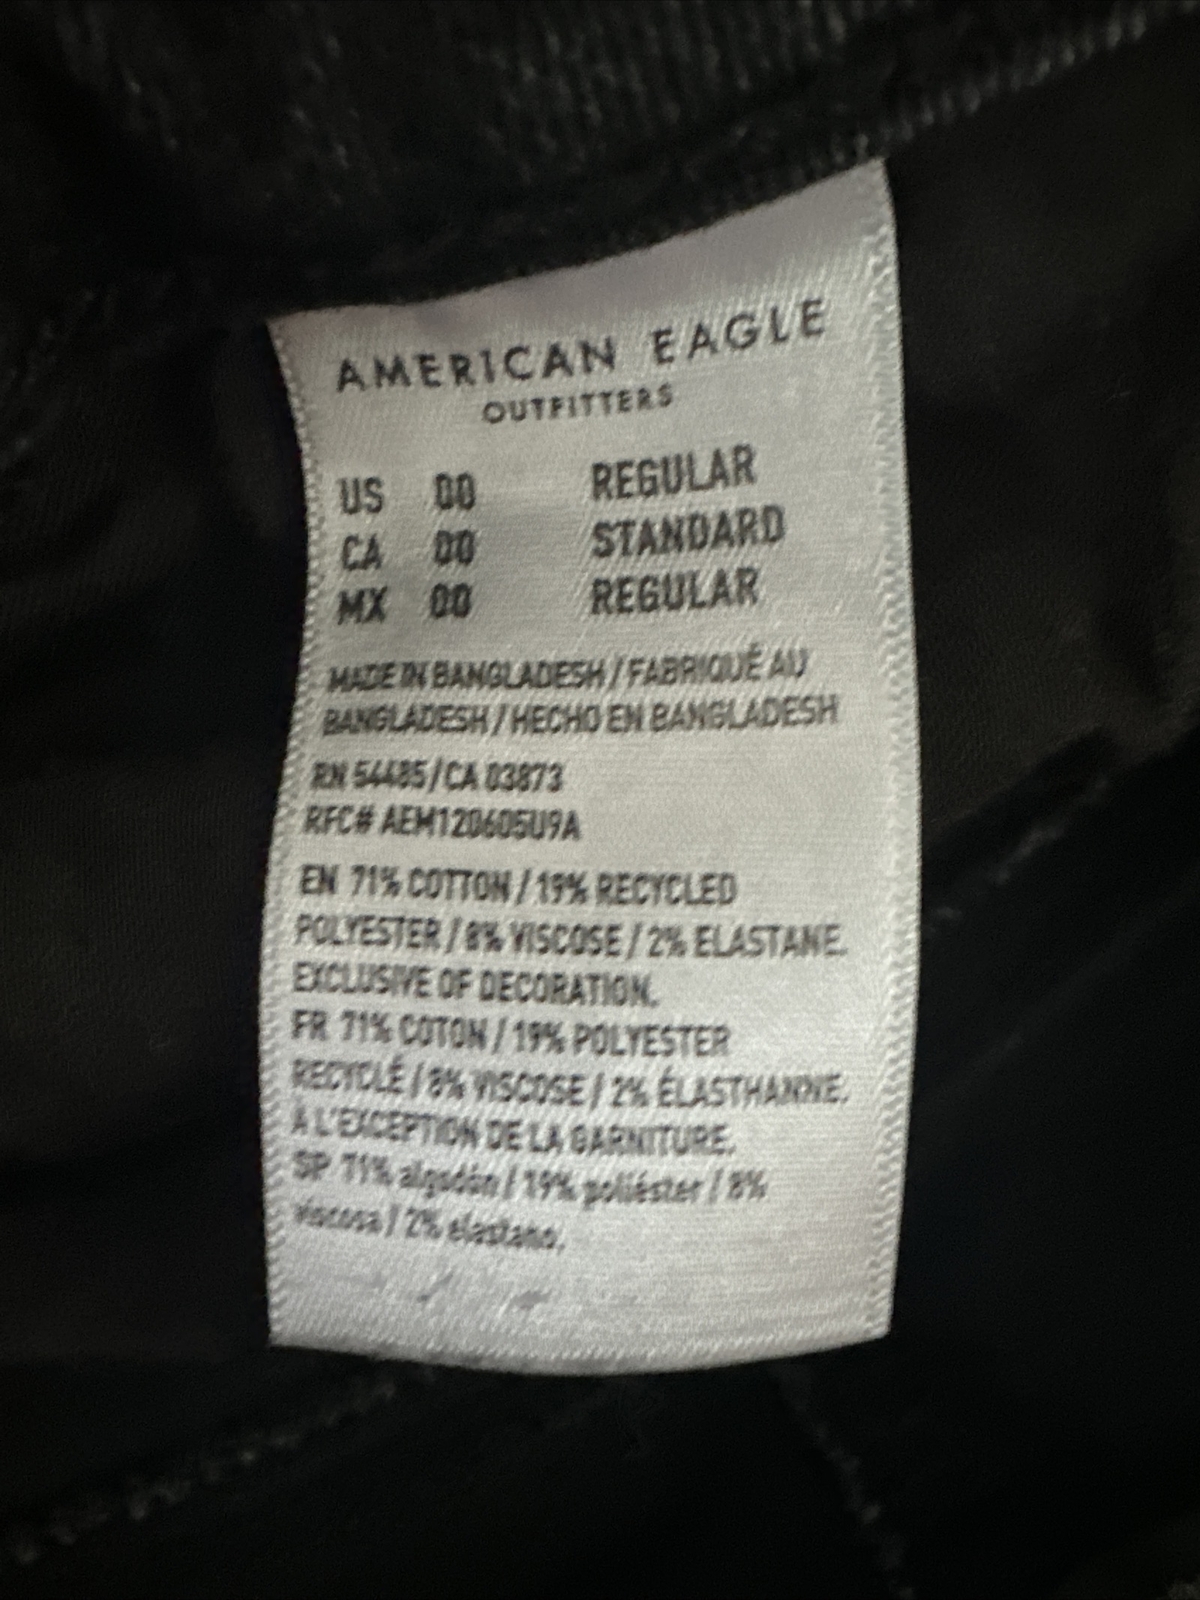 AMERICAN EAGLE
OUTFITTERS
US 00 REGULAR
CA 00 STANDARD
MX 00 REGULAR
MADE IN BANGLADESH / FABRIQUÉ AU
BANGLADESH / HECHO EN BANGLADESH
RN 54485 / CA 03873
RFC# AEM120605U9A
EN 71% COTTON / 19% RECYCLED
POLYESTER / 8% VISCOSE / 2% ELASTANE.
EXCLUSIVE OF DECORATION.
FR 71% COTON / 19% POLYESTER
RECYCLÉ / 8% VISCOSE / 2% ÉLASTHANNE.
À L'EXCEPTION DE LA GARNITURE.
SP 71% algodón / 19% poliéster / 8%
viscosa / 2% elastano.